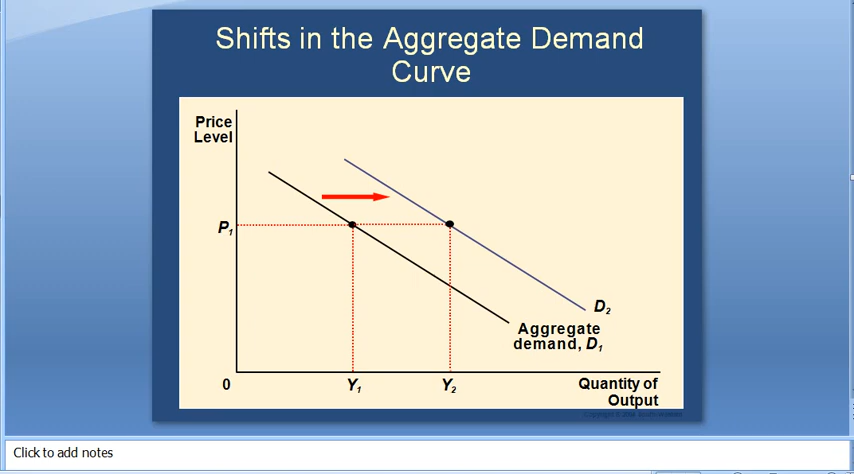 Shifts in the Aggregate Demand
Curve
Price
Level
P1
D2
Aggregate
demand, D1
0
Y1
Y2
Quantity of
Output
Click to add notes